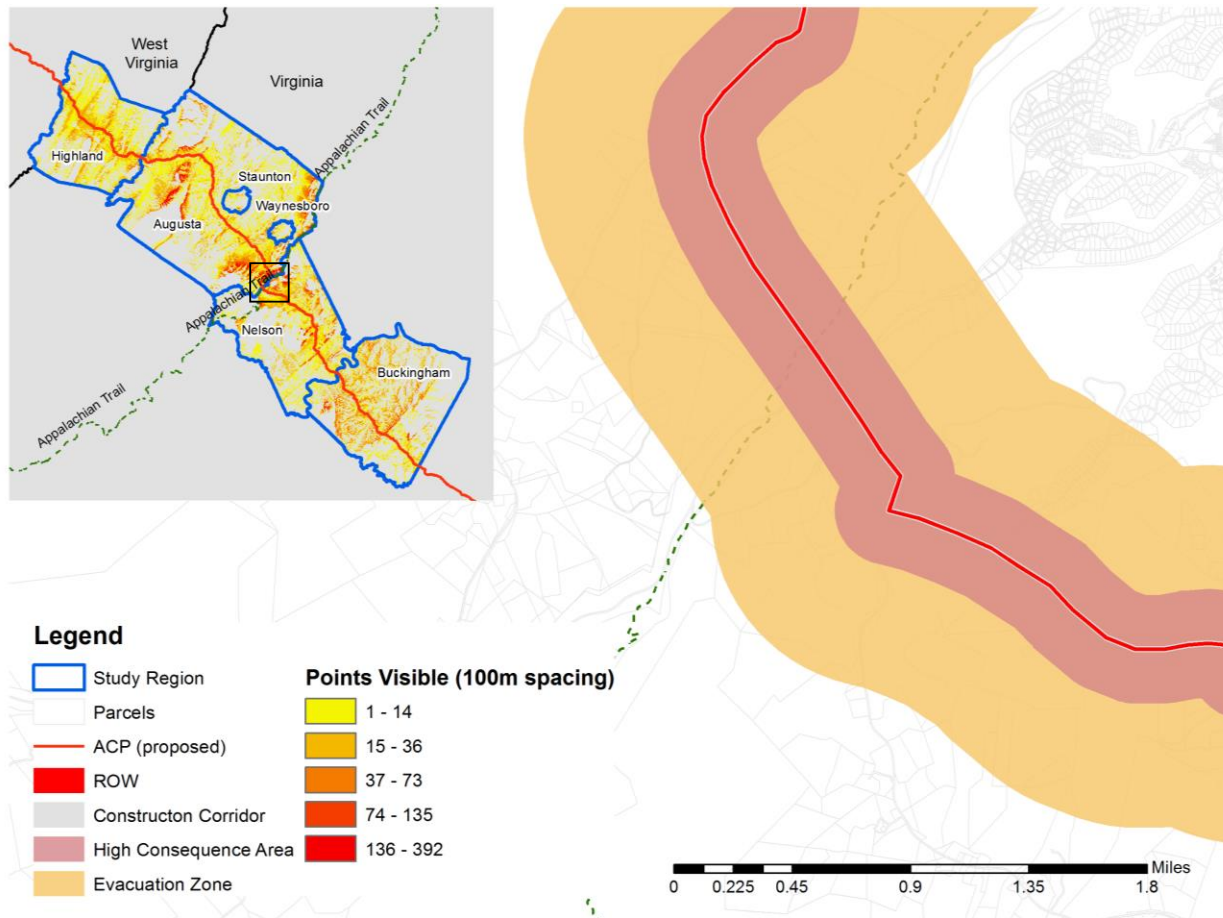 West
Virginia
Virginia
Appalachian Trail
Highland
Staunton
Waynesboro
Augusta
Appalachian Trail
Nelson
Buckingham
Appalachian Trail
Legend
Study Region
Parcels
ACP (proposed)
ROW
Constructon Corridor
High Consequence Area
Evacuation Zone
Points Visible (100m spacing)
1 - 14
15 - 36
37 - 73
74 - 135
136 - 392
Miles
0 0.225 0.45 0.9 1.35 1.8